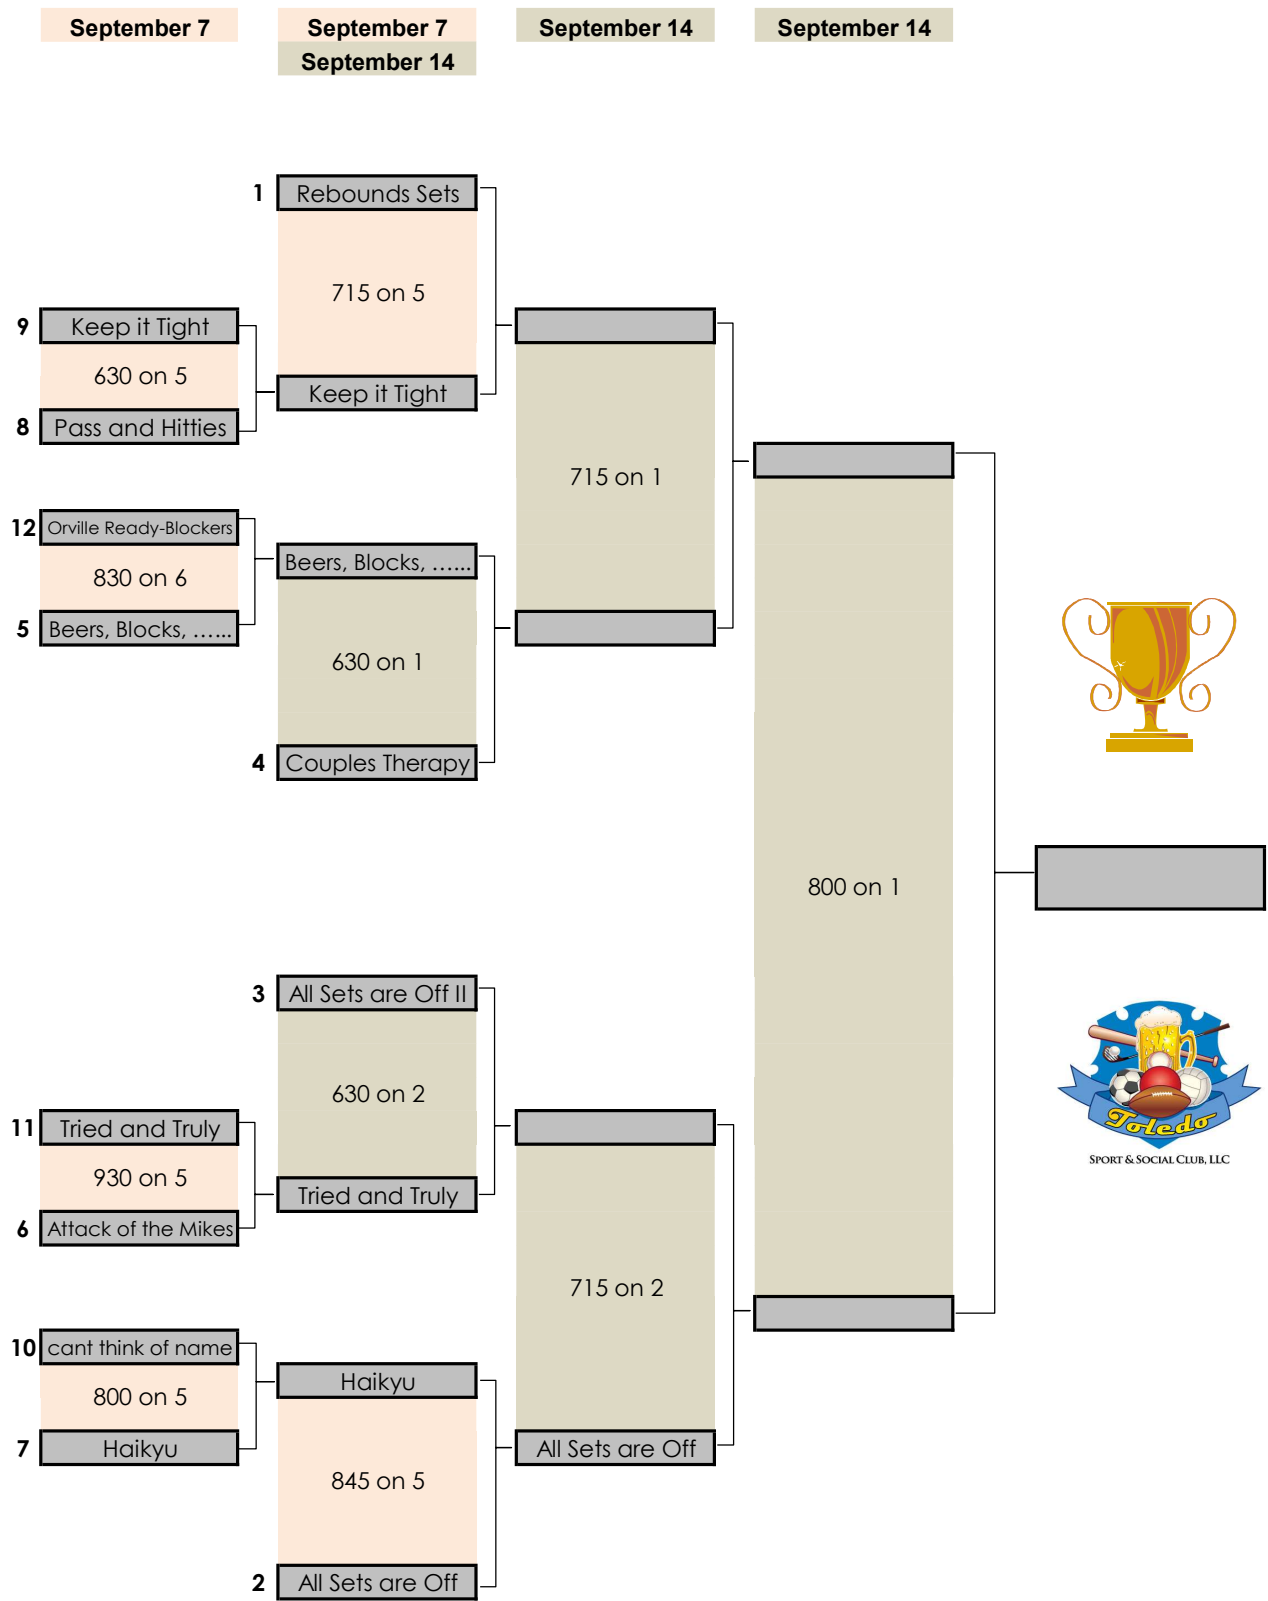 September 7
September 7
September 14
September 14
September 14
1 Rebounds Sets
715 on 5
9 Keep it Tight
630 on 5
Keep it Tight
8 Pass and Hitties
715 on 1
12 Orville Ready-Blockers
Beers, Blocks, …...
830 on 6
5 Beers, Blocks, …...
630 on 1
4 Couples Therapy
800 on 1
3 All Sets are Off II
630 on 2
11 Tried and Truly
930 on 5
Tried and Truly
6 Attack of the Mikes
715 on 2
10 cant think of name
Haikyu
800 on 5
7 Haikyu
All Sets are Off
845 on 5
2 All Sets are Off
Toledo
SPORT & SOCIAL CLUB, LLC